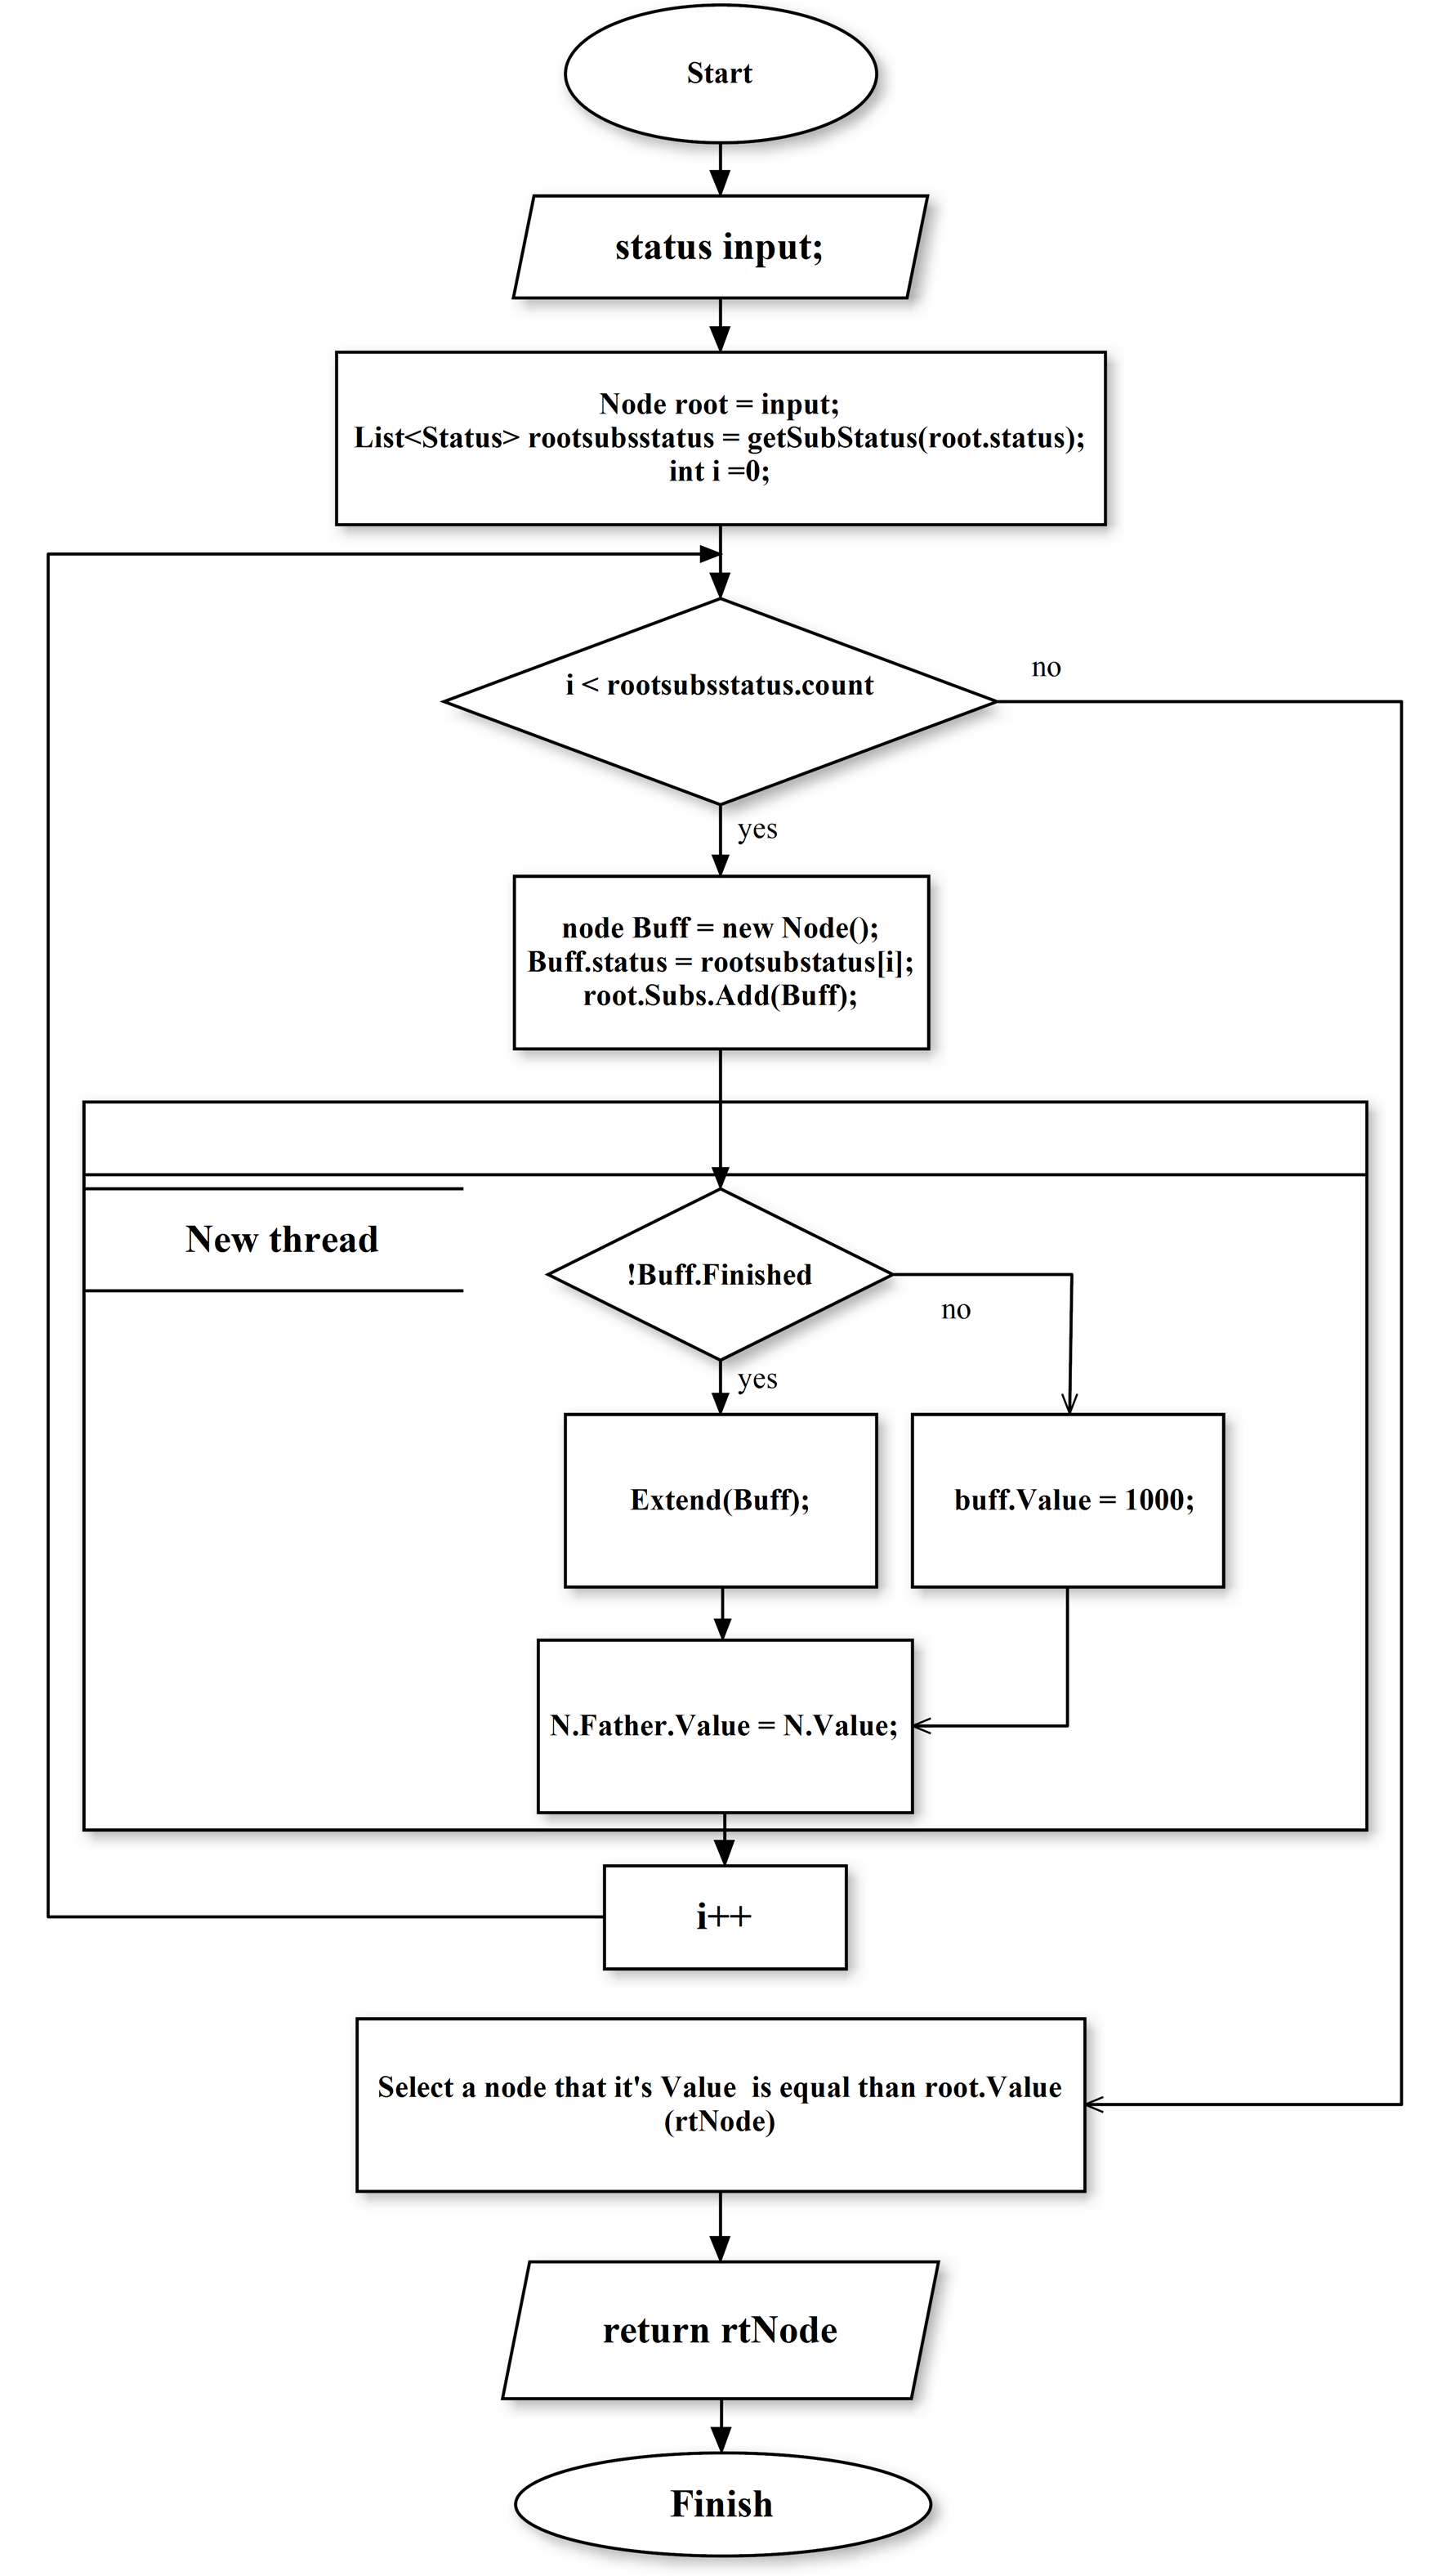 Start
status input;
Node root = input;
List<Status> rootsubsstatus = getSubStatus(root.status);
int i =0;
i < rootsubsstatus.count
no
yes
node Buff = new Node();
Buff.status = rootsubstatus[i];
root.Subs.Add(Buff);
New thread
!Buff.Finished
no
yes
Extend(Buff);
buff.Value = 1000;
N.Father.Value = N.Value;
i++
Select a node that it's Value  is equal than root.Value
(rtNode)
return rtNode
Finish